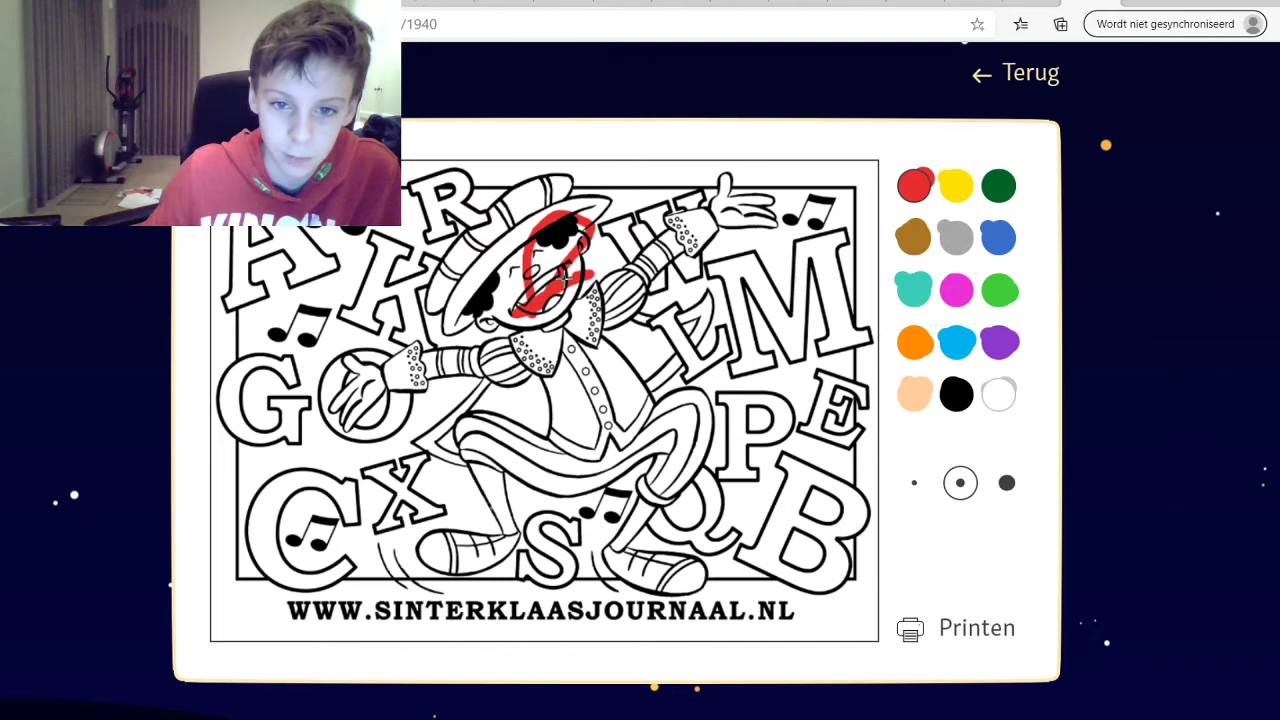 /1940
Wordt niet gesynchroniseerd
← Terug
A K R W M
L
G O P E
C X S Q B
WWW.SINTERKLAASJOURNAAL.NL
Printen